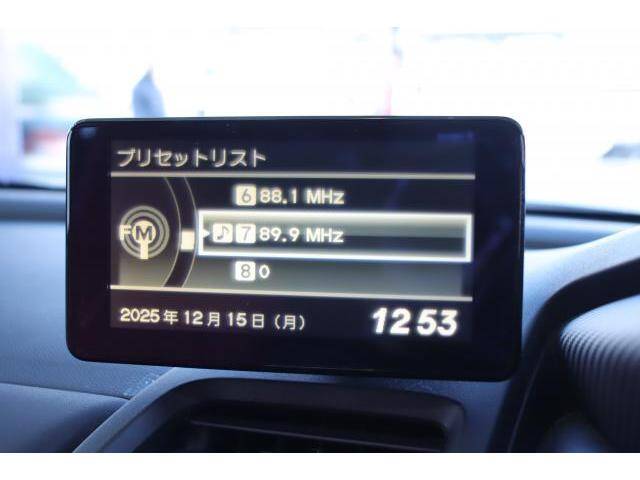 プリセットリスト
6 88.1 MHz
FM
♪ 7 89.9 MHz
8 0
2025年12月15日（月） 12 53